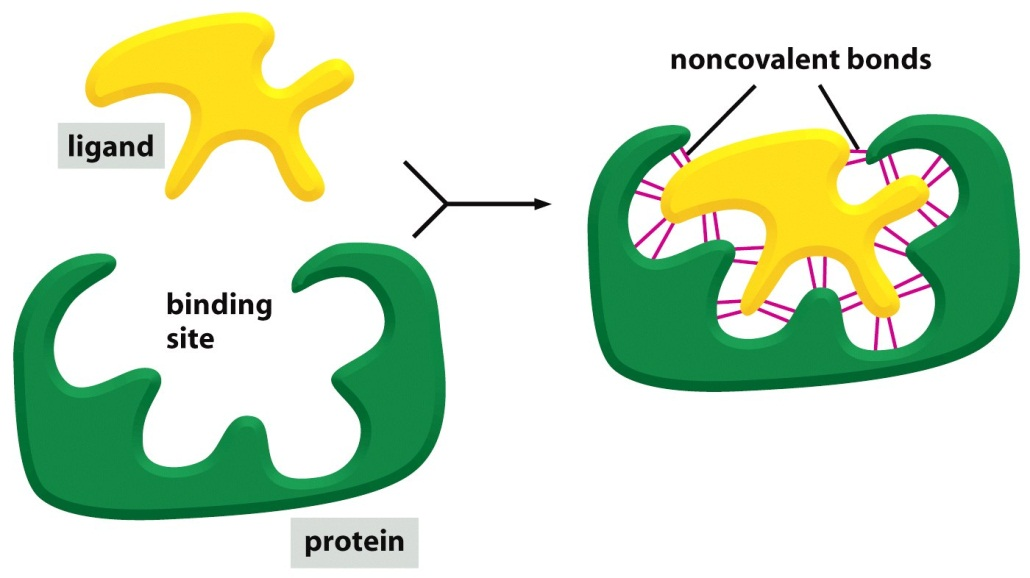 noncovalent bonds
ligand
binding
site
protein